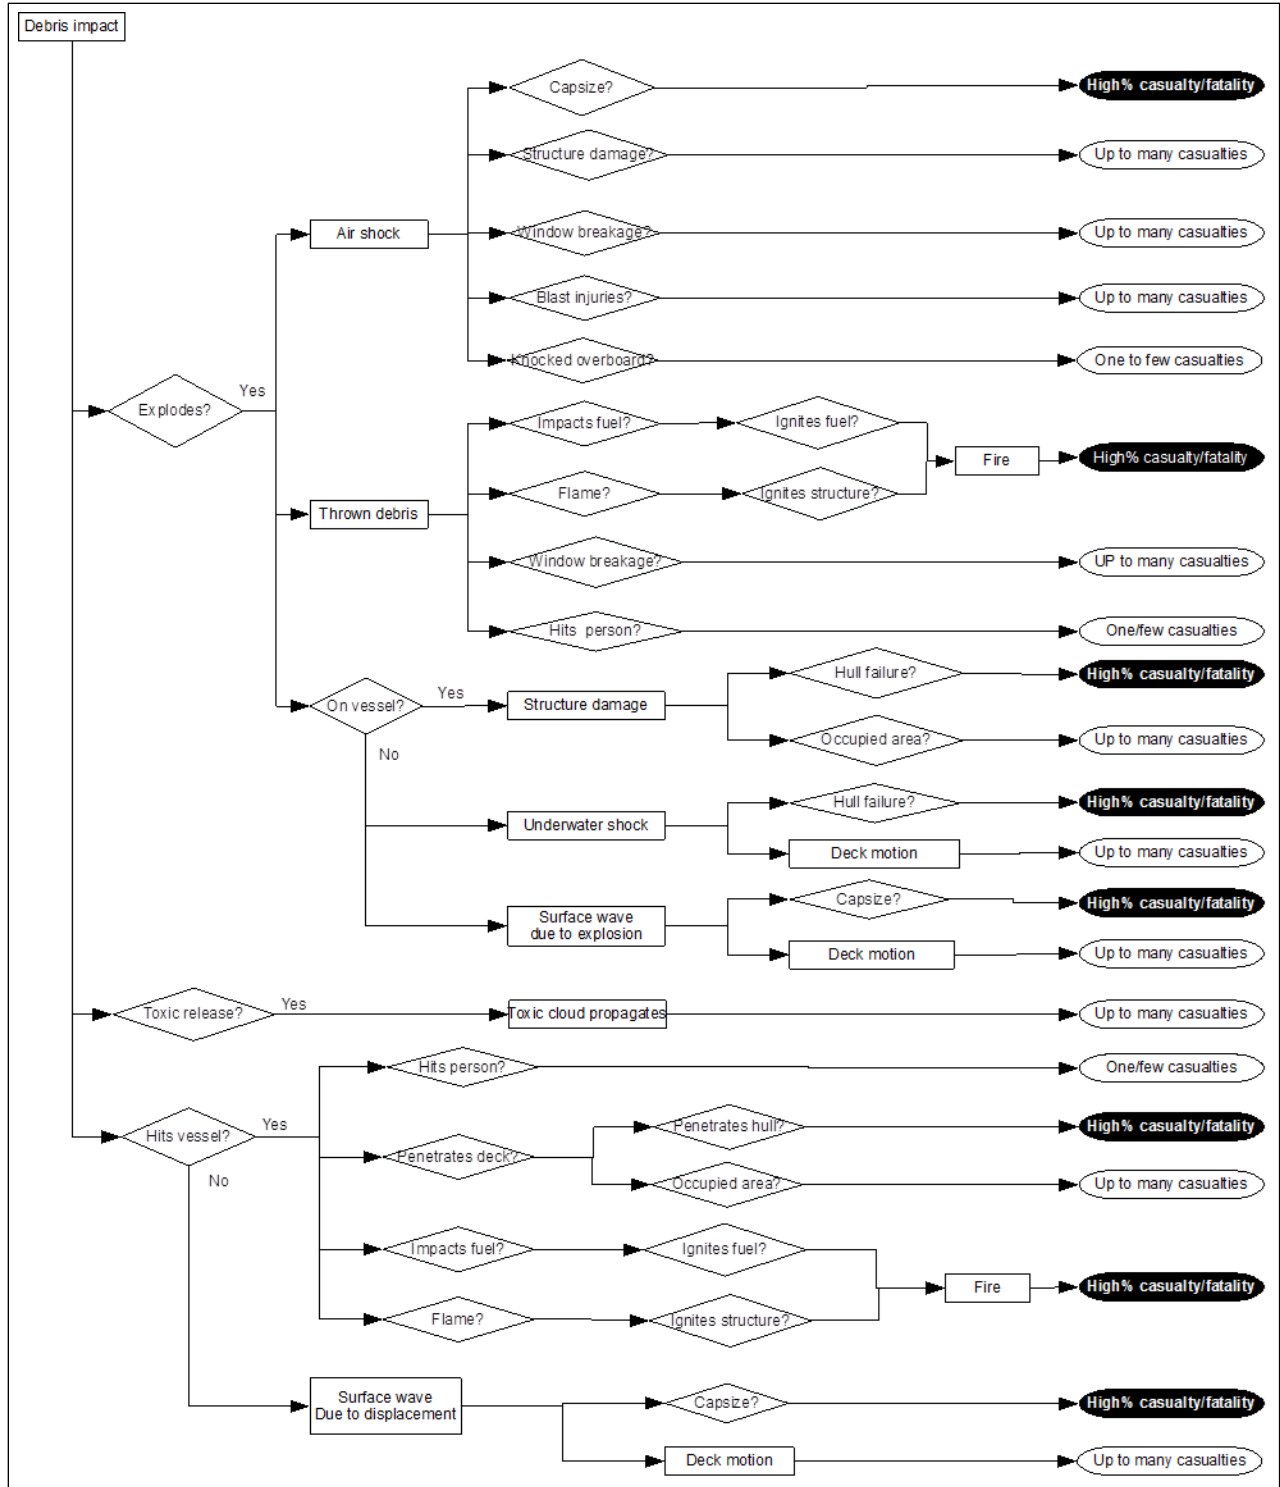 Debris impact
Capsize?
High% casualty/fatality
Structure damage?
Up to many casualties
Air shock
Window breakage?
Up to many casualties
Blast injuries?
Up to many casualties
Knocked overboard?
One to few casualties
Explodes?
Yes
Impacts fuel?
Ignites fuel?
Fire
High% casualty/fatality
Flame?
Ignites structure?
Thrown debris
Window breakage?
UP to many casualties
Hits person?
One/few casualties
On vessel?
Yes
Structure damage
Hull failure?
High% casualty/fatality
Occupied area?
Up to many casualties
No
Underwater shock
Hull failure?
High% casualty/fatality
Deck motion
Up to many casualties
Surface wave
due to explosion
Capsize?
High% casualty/fatality
Deck motion
Up to many casualties
Toxic release?
Yes
Toxic cloud propagates
Up to many casualties
Hits vessel?
Yes
Hits person?
One/few casualties
Penetrates deck?
Penetrates hull?
High% casualty/fatality
Occupied area?
Up to many casualties
Impacts fuel?
Ignites fuel?
Fire
High% casualty/fatality
Flame?
Ignites structure?
No
Surface wave
Due to displacement
Capsize?
High% casualty/fatality
Deck motion
Up to many casualties